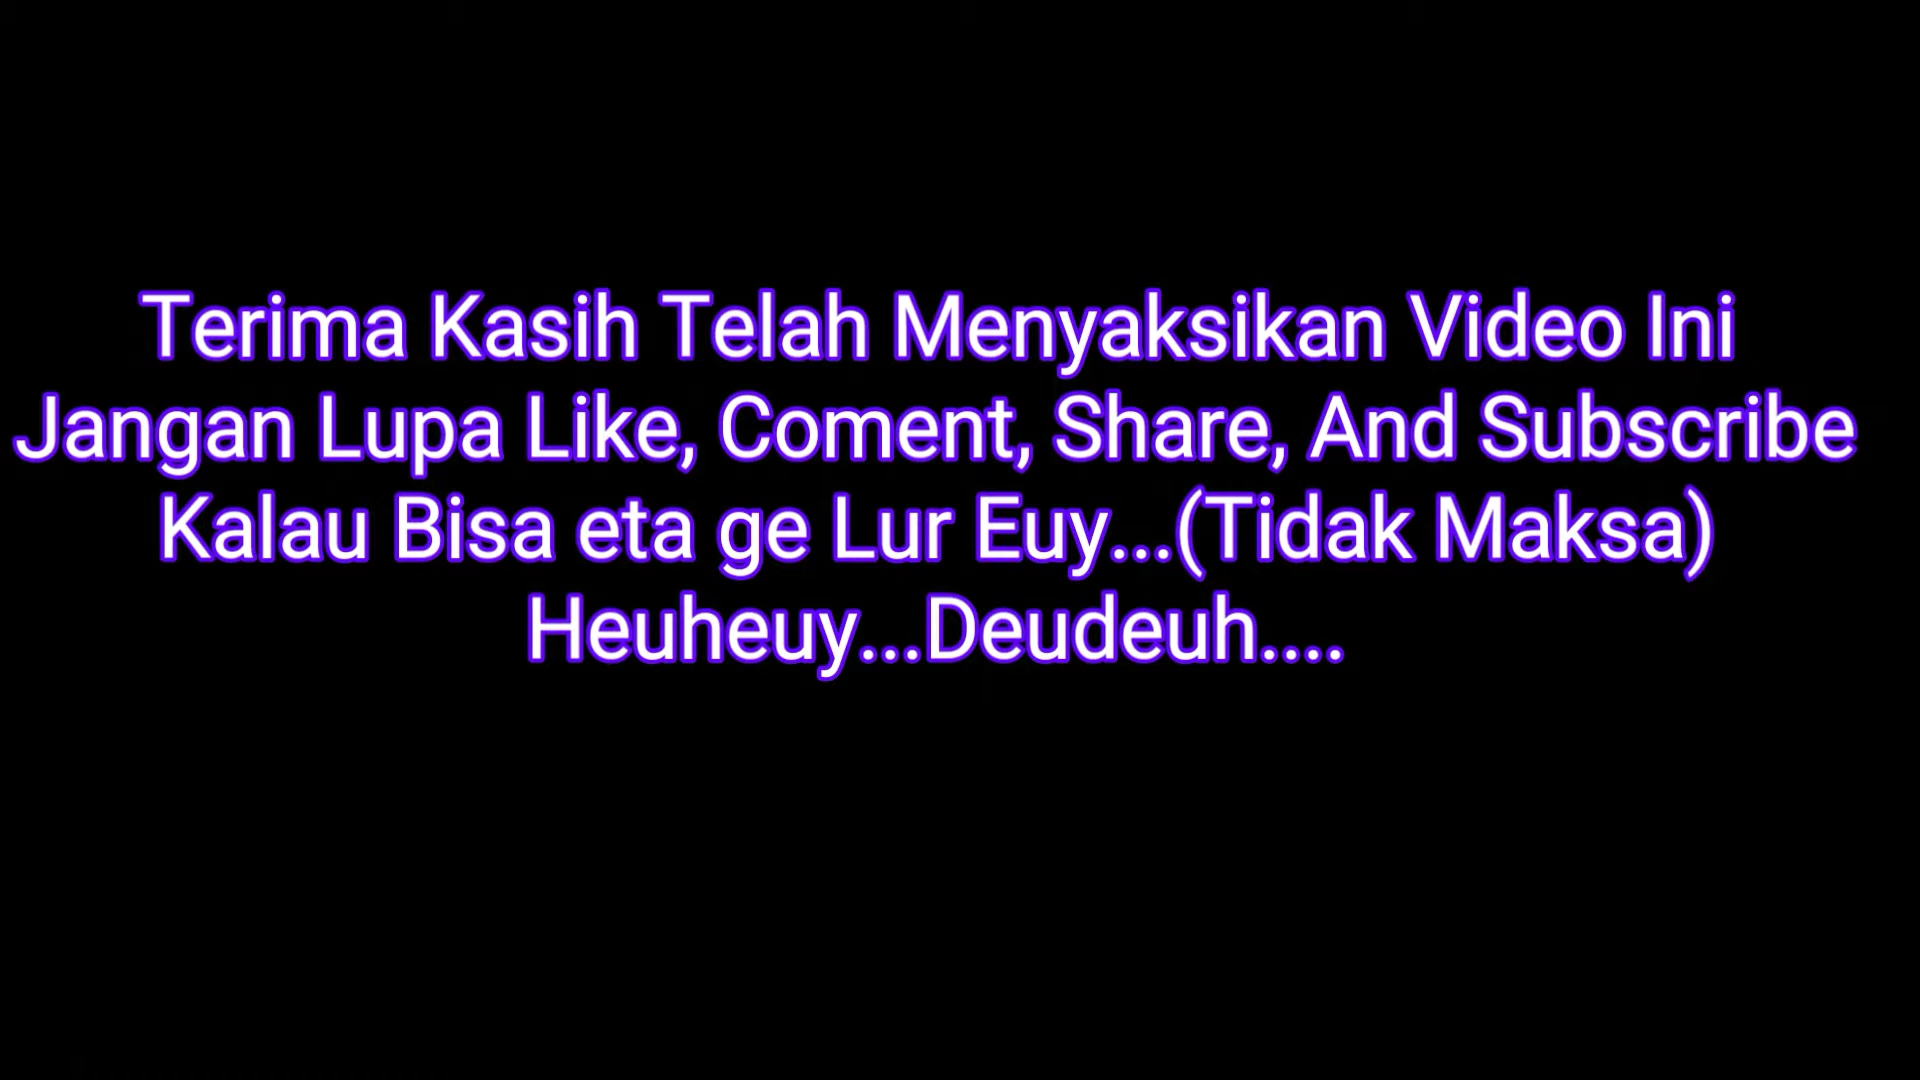 Terima Kasih Telah Menyaksikan Video Ini
Jangan Lupa Like, Coment, Share, And Subscribe
Kalau Bisa eta ge Lur Euy...(Tidak Maksa)
Heuheuy...Deudeuh....